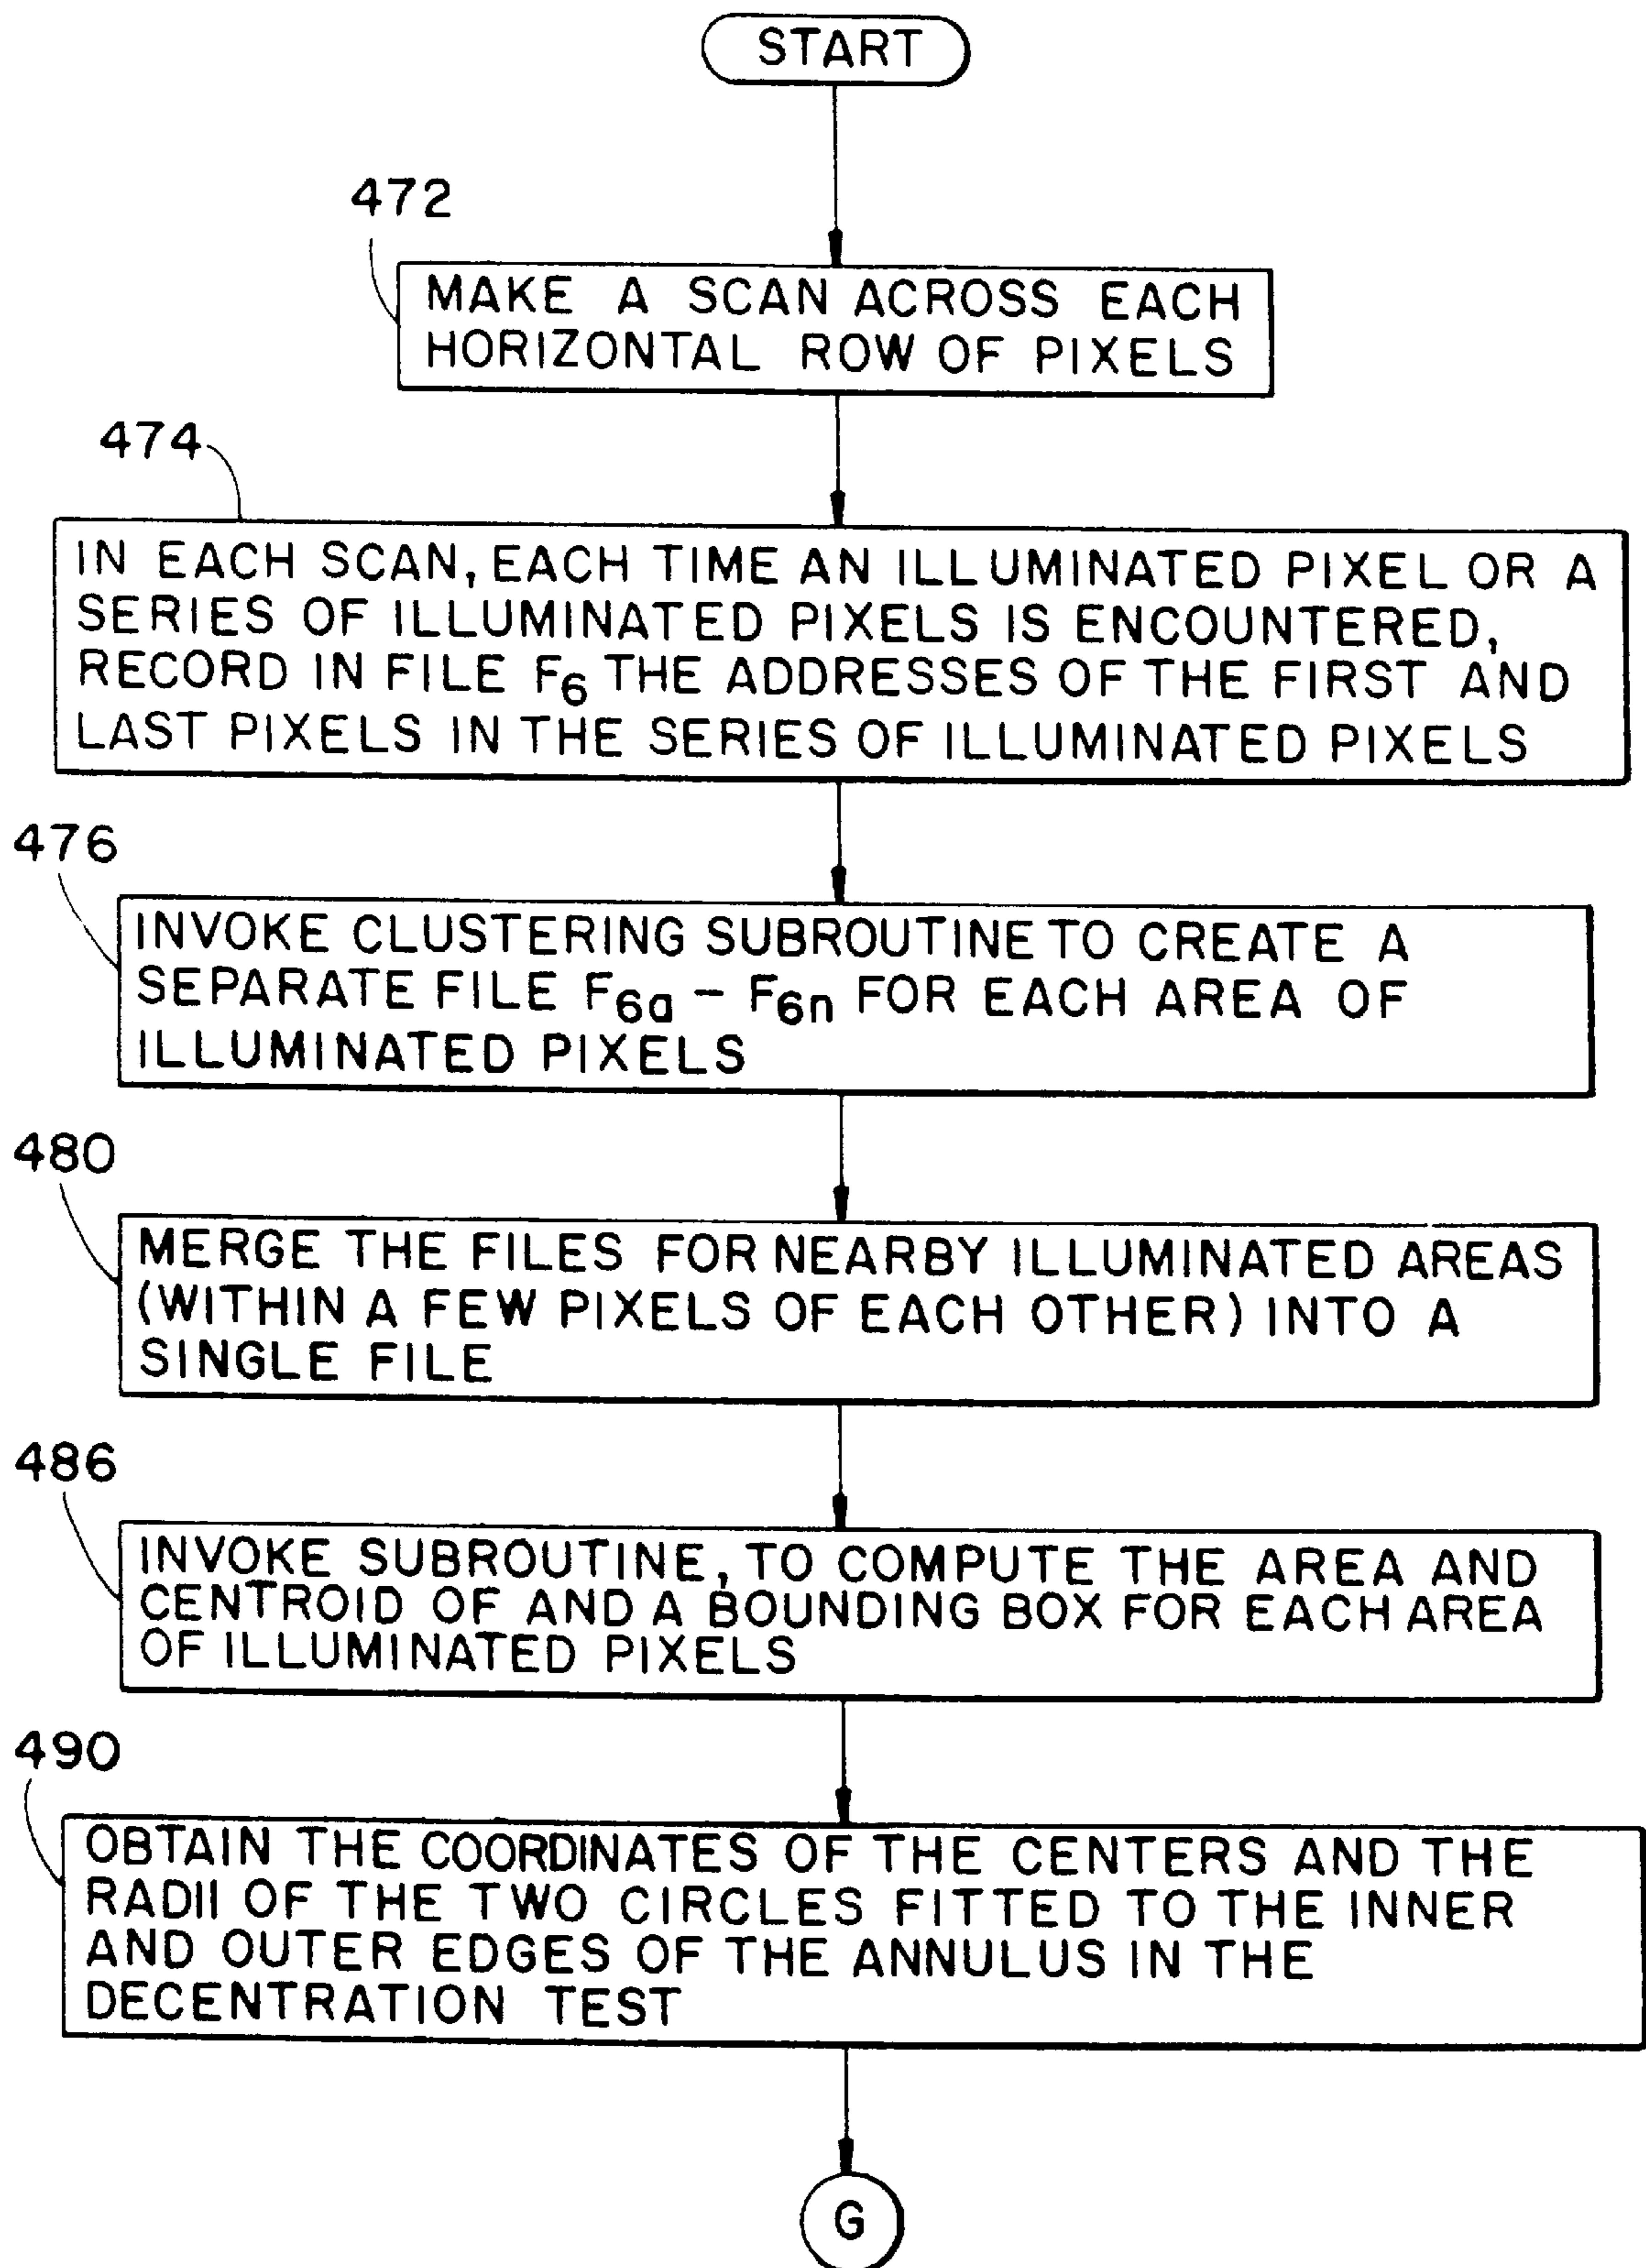 START
472
MAKE A SCAN ACROSS EACH
HORIZONTAL ROW OF PIXELS
474
IN EACH SCAN, EACH TIME AN ILLUMINATED PIXEL OR A
SERIES OF ILLUMINATED PIXELS IS ENCOUNTERED,
RECORD IN FILE F6 THE ADDRESSES OF THE FIRST AND
LAST PIXELS IN THE SERIES OF ILLUMINATED PIXELS
476
INVOKE CLUSTERING SUBROUTINE TO CREATE A
SEPARATE FILE F6a - F6n FOR EACH AREA OF
ILLUMINATED PIXELS
480
MERGE THE FILES FOR NEARBY ILLUMINATED AREAS
(WITHIN A FEW PIXELS OF EACH OTHER) INTO A
SINGLE FILE
486
INVOKE SUBROUTINE, TO COMPUTE THE AREA AND
CENTROID OF AND A BOUNDING BOX FOR EACH AREA
OF ILLUMINATED PIXELS
490
OBTAIN THE COORDINATES OF THE CENTERS AND THE
RADII OF THE TWO CIRCLES FITTED TO THE INNER
AND OUTER EDGES OF THE ANNULUS IN THE
DECENTRATION TEST
G